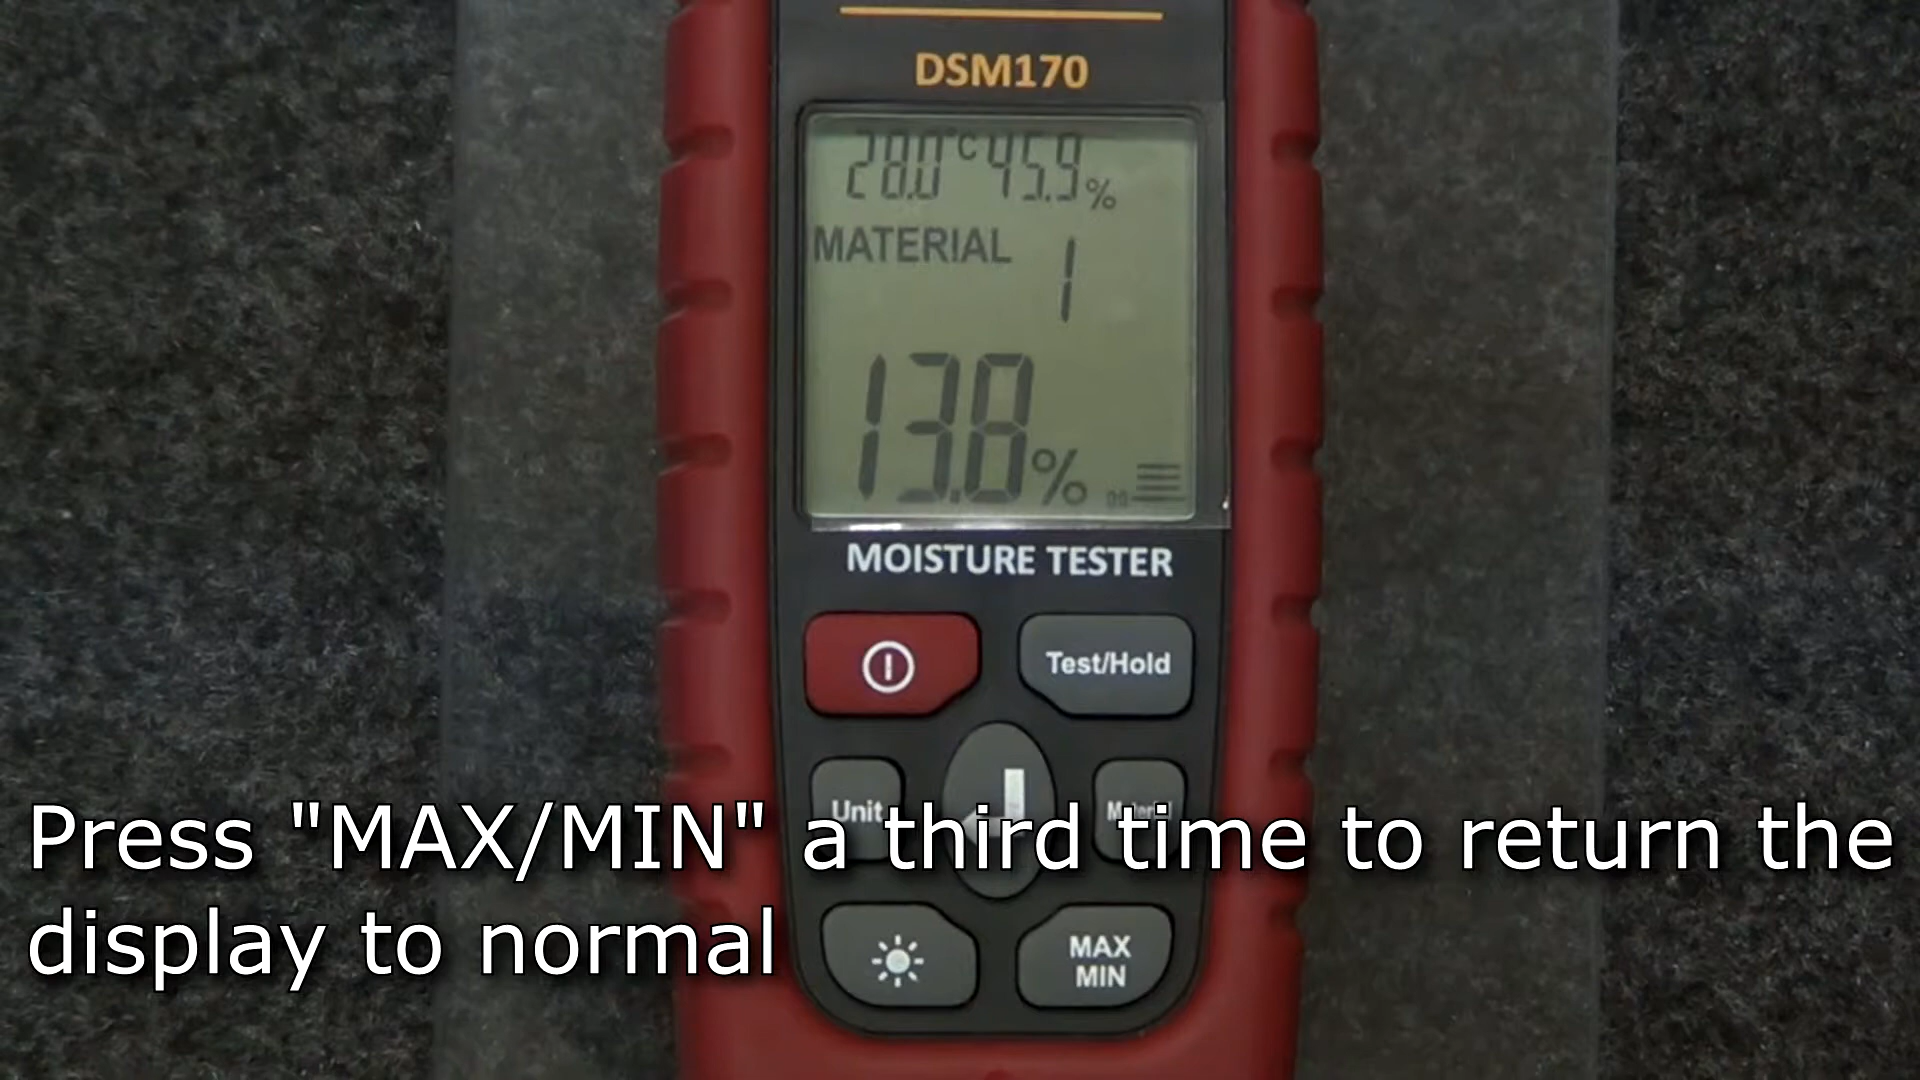 DSM170
28.0°C 45.9%
MATERIAL 1
13.8%
MOISTURE TESTER
Test/Hold
Unit
Press "MAX/MIN" a third time to return the
display to normal
MAX
MIN